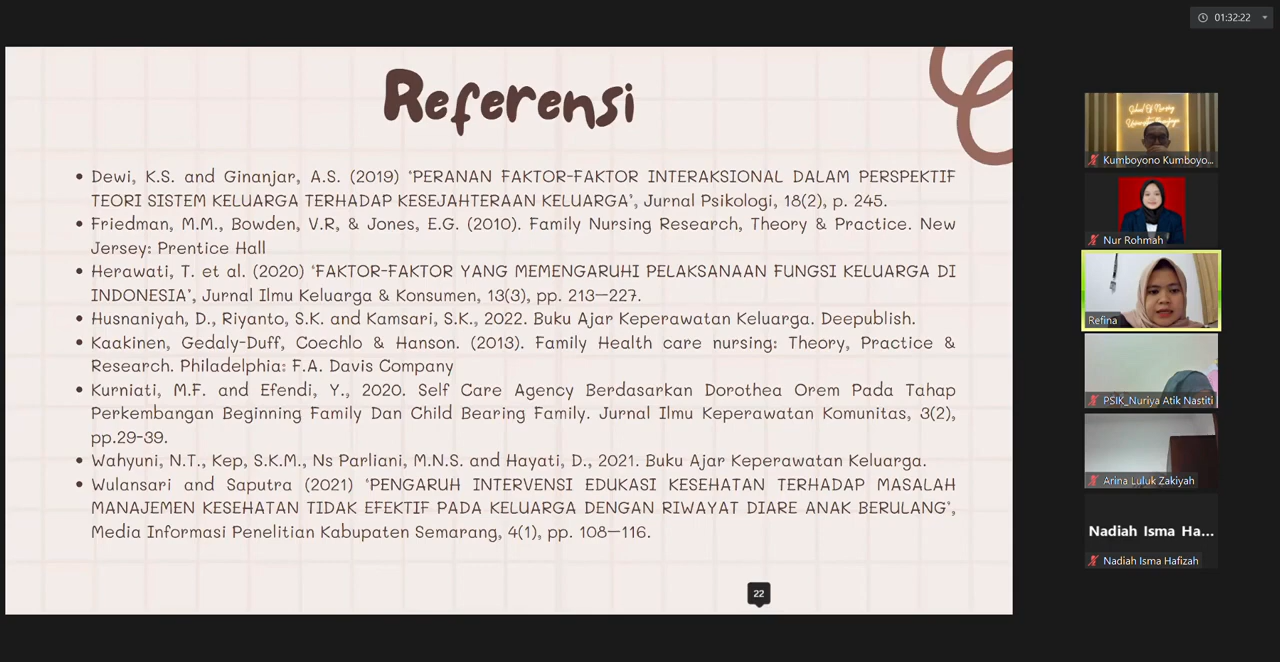 01:32:22
Referensi
• Dewi, K.S. and Ginanjar, A.S. (2019) ‘PERANAN FAKTOR-FAKTOR INTERAKSIONAL DALAM PERSPEKTIF
TEORI SISTEM KELUARGA TERHADAP KESEJAHTERAAN KELUARGA’, Jurnal Psikologi, 18(2), p. 245.
• Friedman, M.M., Bowden, V.R, & Jones, E.G. (2010). Family Nursing Research, Theory & Practice. New
Jersey: Prentice Hall
• Herawati, T. et al. (2020) ‘FAKTOR-FAKTOR YANG MEMENGARUHI PELAKSANAAN FUNGSI KELUARGA DI
INDONESIA’, Jurnal Ilmu Keluarga & Konsumen, 13(3), pp. 213–227.
• Husnaniyah, D., Riyanto, S.K. and Kamsari, S.K., 2022. Buku Ajar Keperawatan Keluarga. Deepublish.
• Kaakinen, Gedaly-Duff, Coechlo & Hanson. (2013). Family Health care nursing: Theory, Practice &
Research. Philadelphia: F.A. Davis Company
• Kurniati, M.F. and Efendi, Y., 2020. Self Care Agency Berdasarkan Dorothea Orem Pada Tahap
Perkembangan Beginning Family Dan Child Bearing Family. Jurnal Ilmu Keperawatan Komunitas, 3(2),
pp.29-39.
• Wahyuni, N.T., Kep, S.K.M., Ns Parliani, M.N.S. and Hayati, D., 2021. Buku Ajar Keperawatan Keluarga.
• Wulansari and Saputra (2021) ‘PENGARUH INTERVENSI EDUKASI KESEHATAN TERHADAP MASALAH
MANAJEMEN KESEHATAN TIDAK EFEKTIF PADA KELUARGA DENGAN RIWAYAT DIARE ANAK BERULANG’,
Media Informasi Penelitian Kabupaten Semarang, 4(1), pp. 108–116.
22
School Of Nursing
Universitas Brawijaya
Kumboyono Kumboyo...
Nur Rohmah
Refina
PSIK_Nuriya Atik Nastiti
Arina Luluk Zakiyah
Nadiah Isma Ha...
Nadiah Isma Hafizah